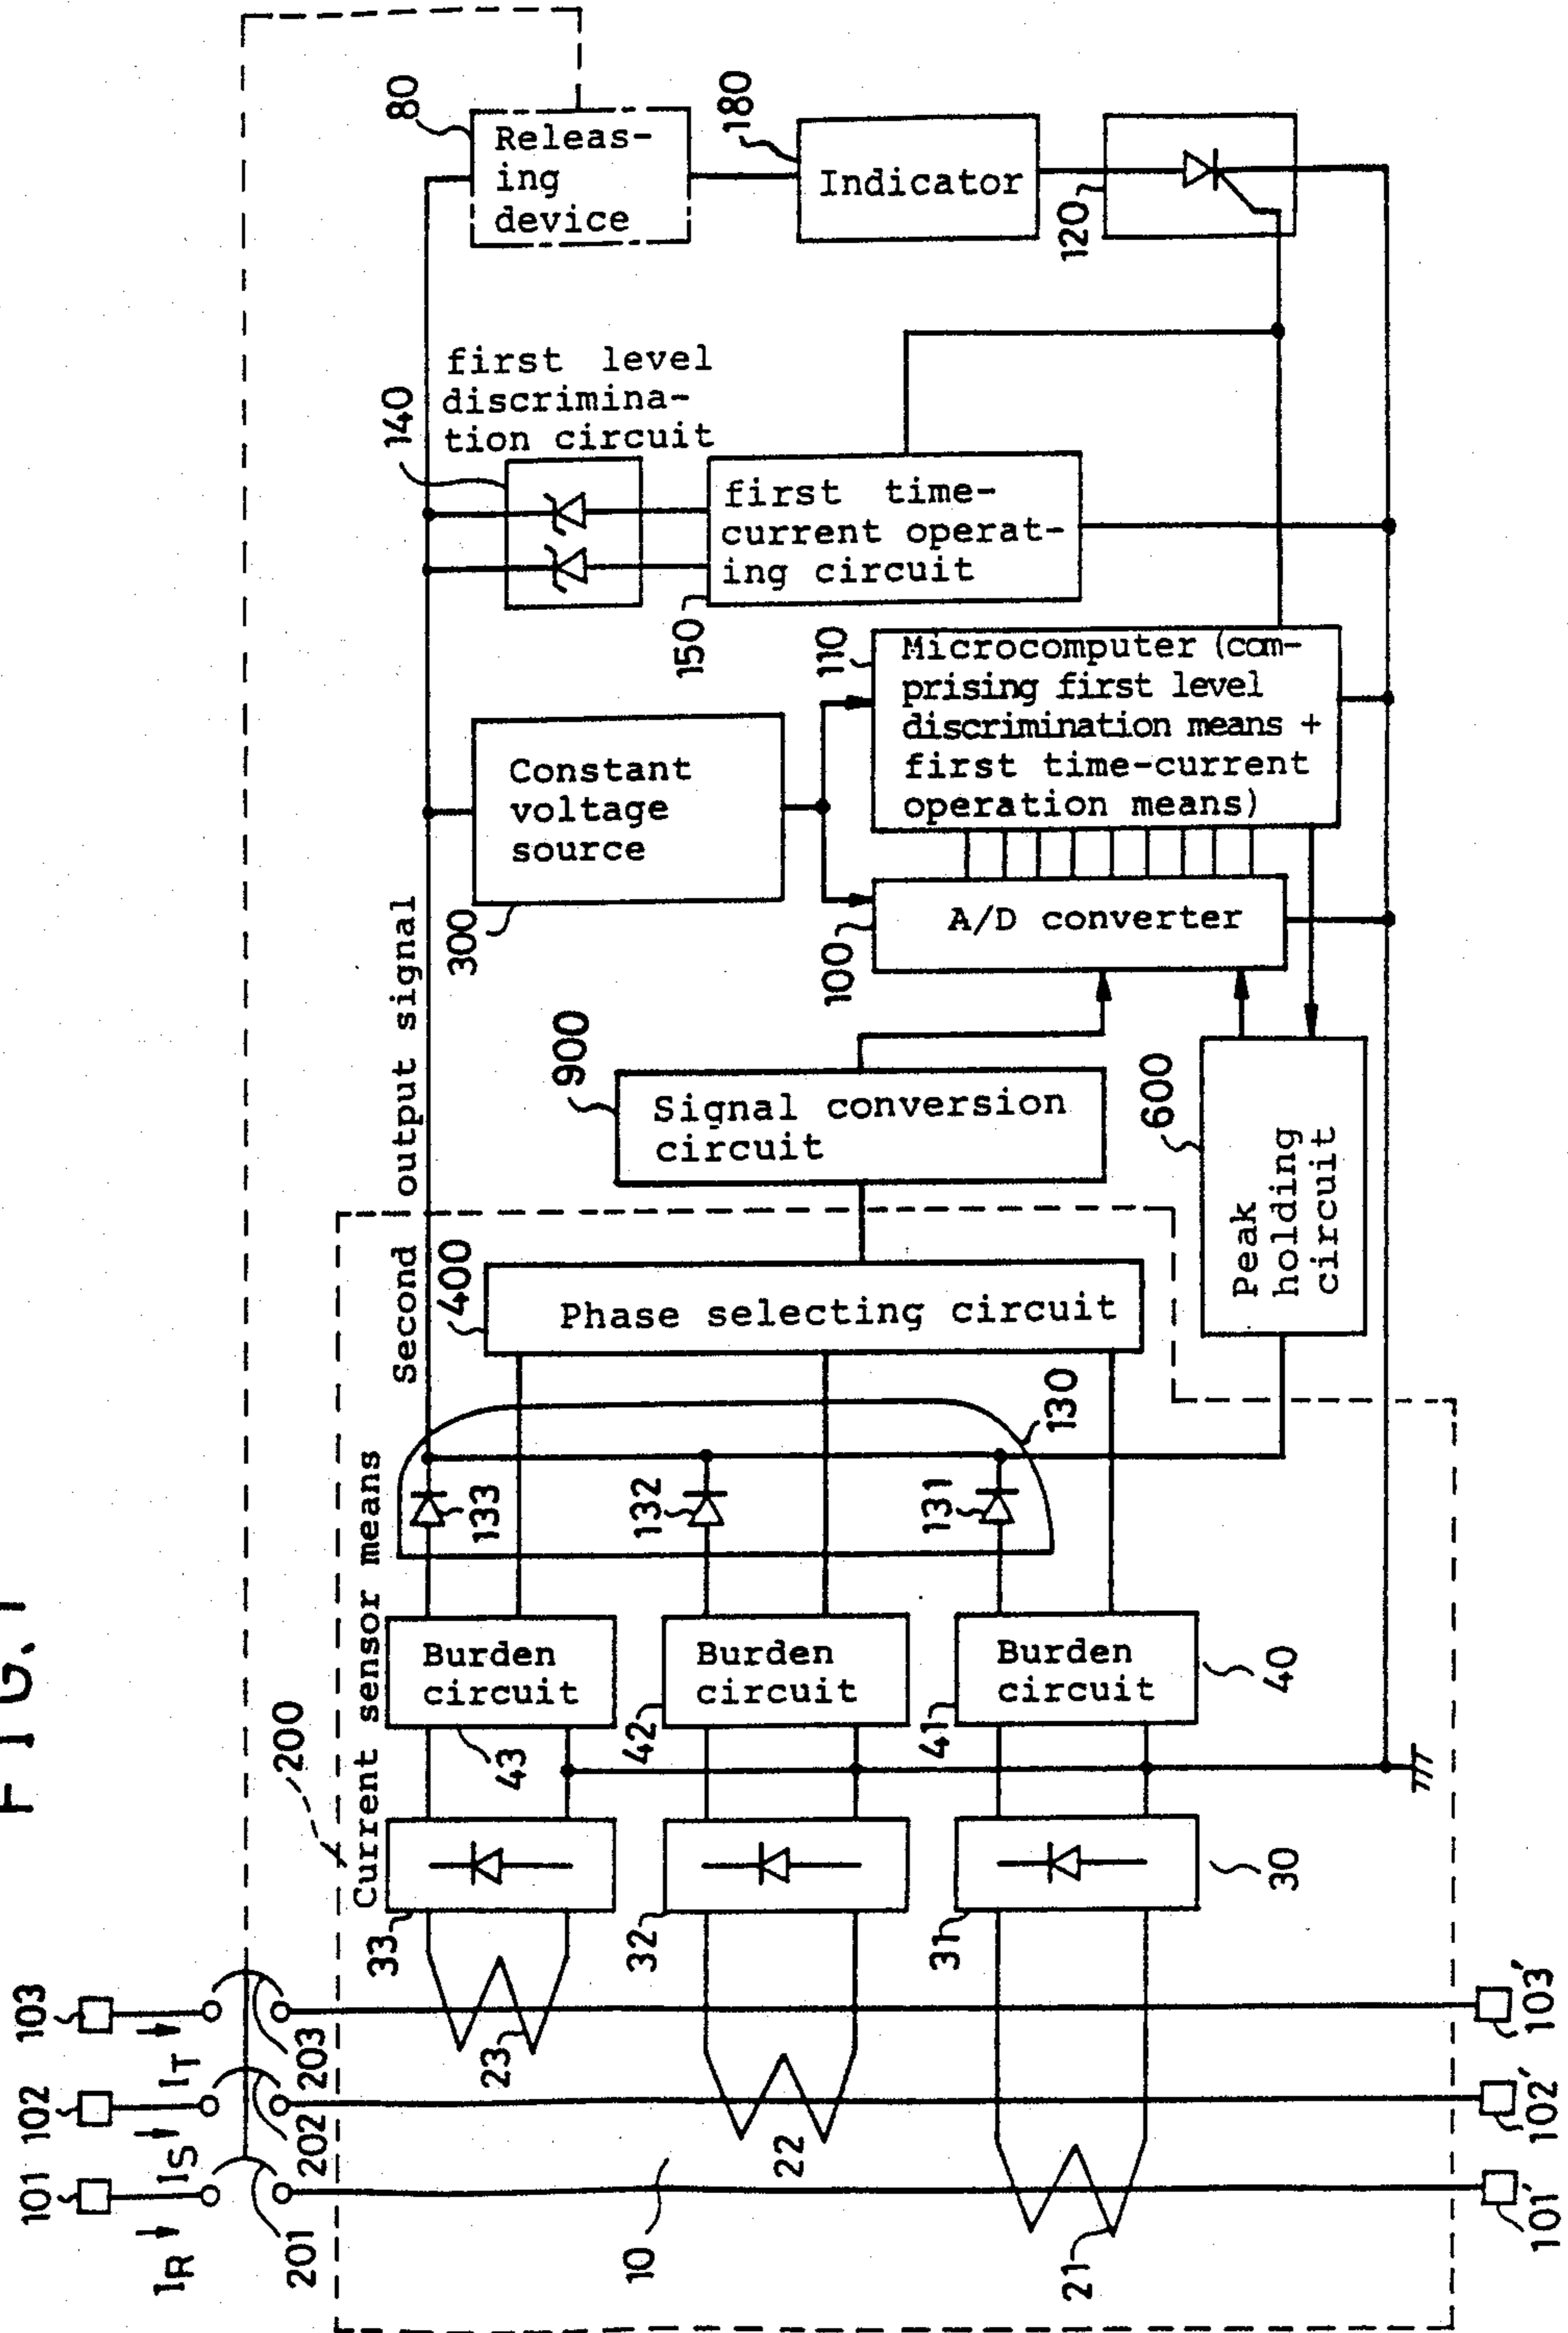 FIG. 1
80
Releas-
ing
device
180
Indicator
120
first level
discrimina-
tion circuit
140
first time-
current operat-
ing circuit
150
110
Microcomputer (com-
prising first level
discrimination means +
first time-current
operation means)
Constant
voltage
source
300
A/D converter
100
Second output signal
900
Signal conversion
circuit
600
Peak
holding
circuit
400
Phase selecting circuit
130
133
132
131
Current sensor means
200
Burden
circuit
43
Burden
circuit
42
Burden
circuit
41
40
33
32
31
30
23
22
21
10
103
102
101
IT
IS
IR
203
202
201
103'
102'
101'